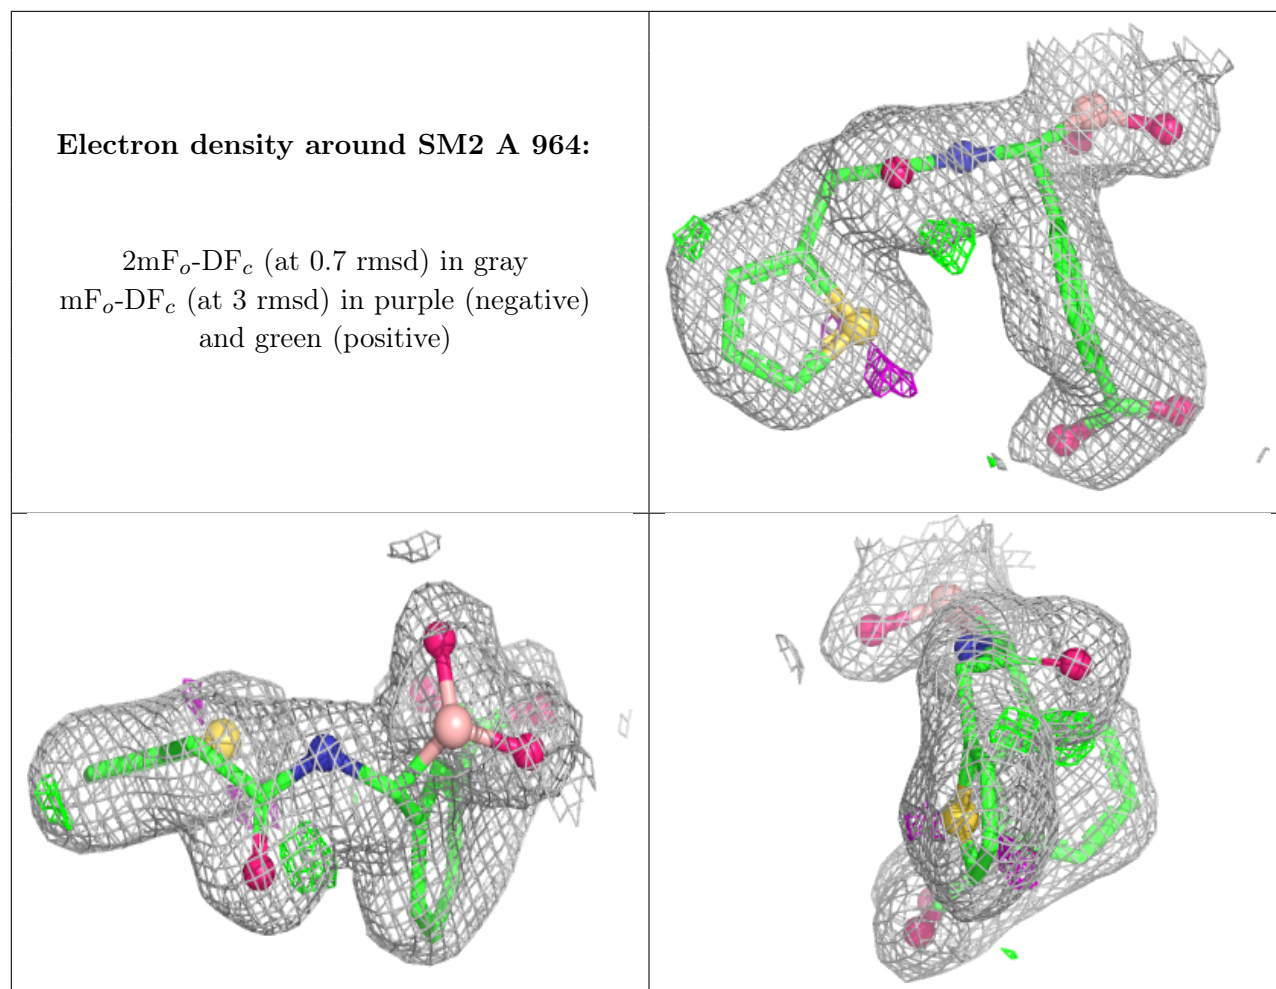 Electron density around SM2 A 964:
2mFo-DFc (at 0.7 rmsd) in gray
mFo-DFc (at 3 rmsd) in purple (negative)
and green (positive)